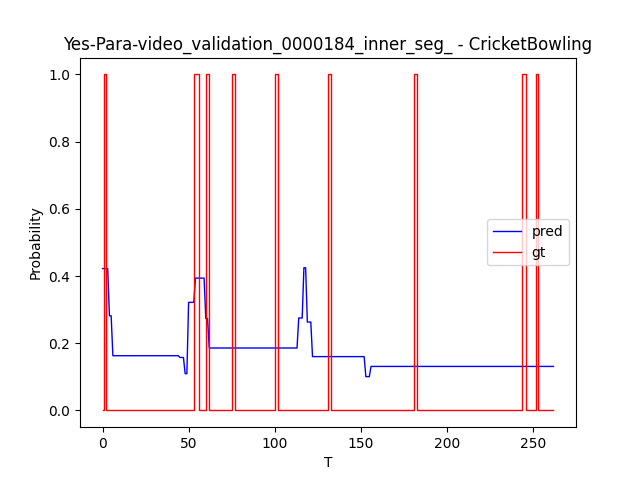 Yes-Para-video_validation_0000184_inner_seg_ - CricketBowling
1.0
0.8
0.6
0.4
0.2
0.0
Probability
pred
gt
0 50 100 150 200 250
T